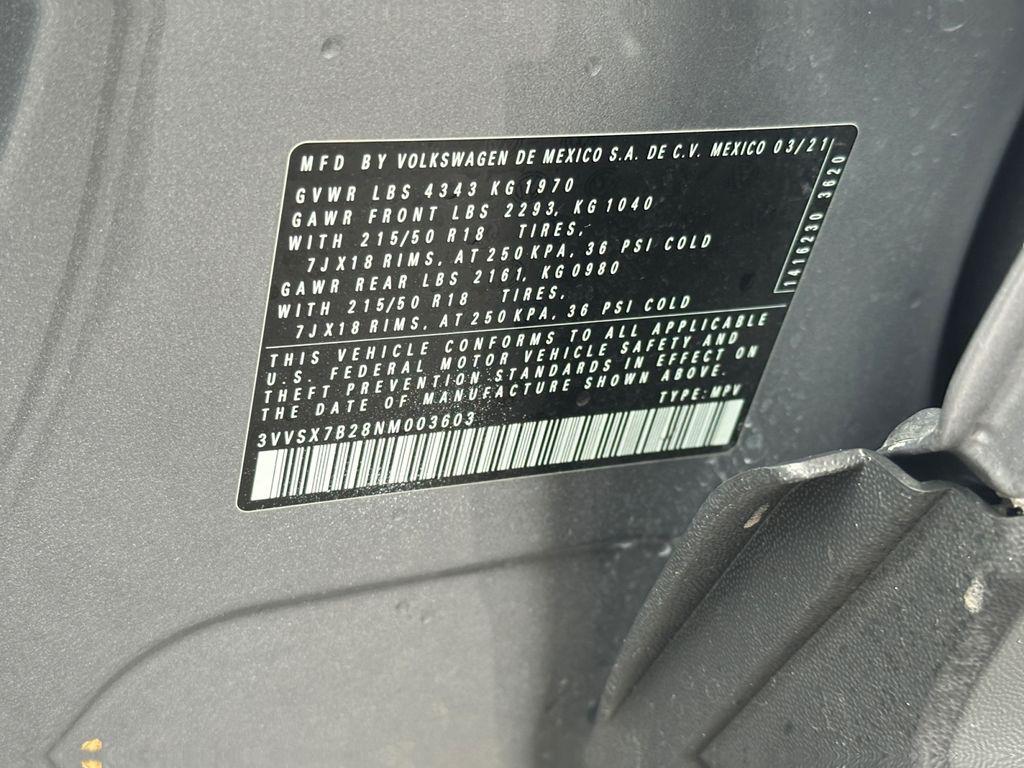 MFD BY VOLKSWAGEN DE MEXICO S.A. DE C.V. MEXICO 03/21
GVWR LBS 4343 KG 1970
GAWR FRONT LBS 2293, KG 1040
WITH 215/50 R18 TIRES,
7JX18 RIMS, AT 250 KPA, 36 PSI COLD
GAWR REAR LBS 2161, KG 0980
WITH 215/50 R18 TIRES,
7JX18 RIMS, AT 250 KPA, 36 PSI COLD
1416230 3620
THIS VEHICLE CONFORMS TO ALL APPLICABLE
U.S. FEDERAL MOTOR VEHICLE SAFETY AND
THEFT PREVENTION STANDARDS IN EFFECT ON
THE DATE OF MANUFACTURE SHOWN ABOVE.
TYPE: MPV
3VVSX7B28NM003603